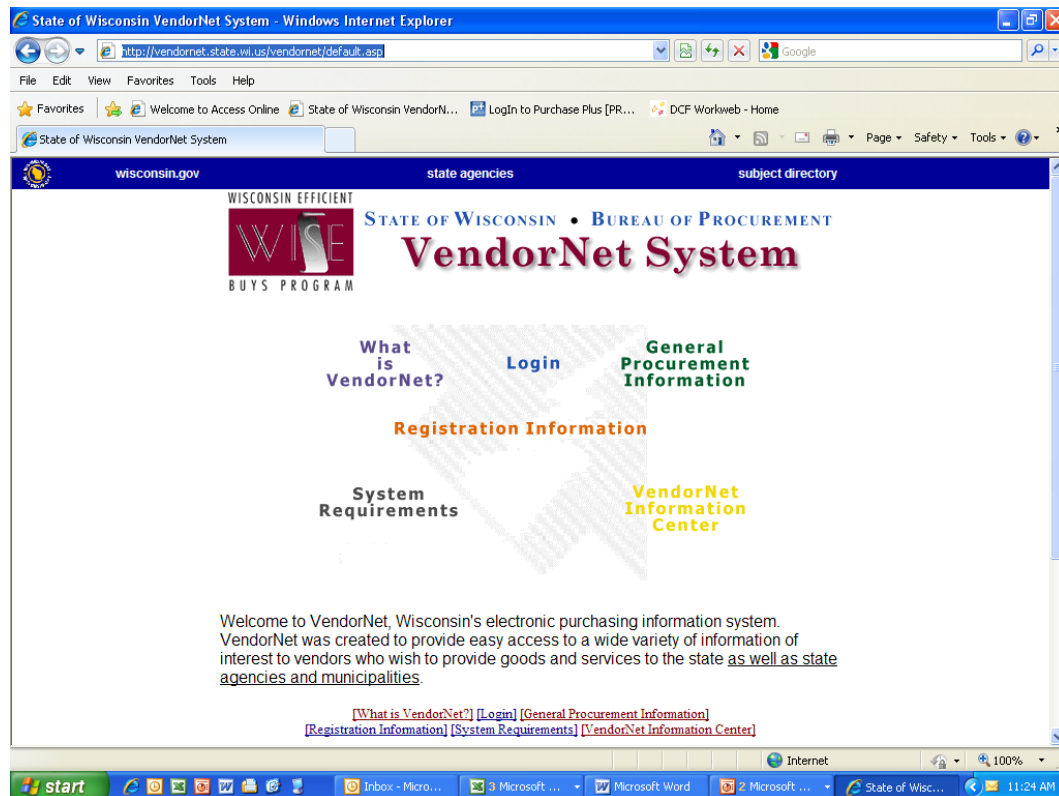 State of Wisconsin VendorNet System - Windows Internet Explorer
http://vendornet.state.wi.us/vendornet/default.asp
Google
File Edit View Favorites Tools Help
Favorites Welcome to Access Online State of Wisconsin VendorN... LogIn to Purchase Plus [PR... DCF Workweb - Home
State of Wisconsin VendorNet System
Page Safety Tools
wisconsin.gov state agencies subject directory
WISCONSIN EFFICIENT
WISE
BUYS PROGRAM
STATE OF WISCONSIN • BUREAU OF PROCUREMENT
VendorNet System
What
is
VendorNet?
Login
General
Procurement
Information
Registration Information
System
Requirements
VendorNet
Information
Center
Welcome to VendorNet, Wisconsin's electronic purchasing information system.
VendorNet was created to provide easy access to a wide variety of information of
interest to vendors who wish to provide goods and services to the state as well as state
agencies and municipalities.
[What is VendorNet?] [Login] [General Procurement Information]
[Registration Information] [System Requirements] [VendorNet Information Center]
Internet 100%
start Inbox - Micro... 3 Microsoft ... Microsoft Word 2 Microsoft ... State of Wisc... 11:24 AM